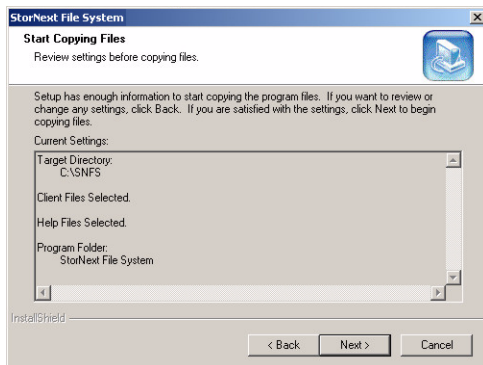 StorNext File System
Start Copying Files
Review settings before copying files.
Setup has enough information to start copying the program files. If you want to review or
change any settings, click Back. If you are satisfied with the settings, click Next to begin
copying files.
Current Settings:
Target Directory:
C:\SNFS
Client Files Selected.
Help Files Selected.
Program Folder:
StorNext File System
InstallShield
< Back
Next >
Cancel